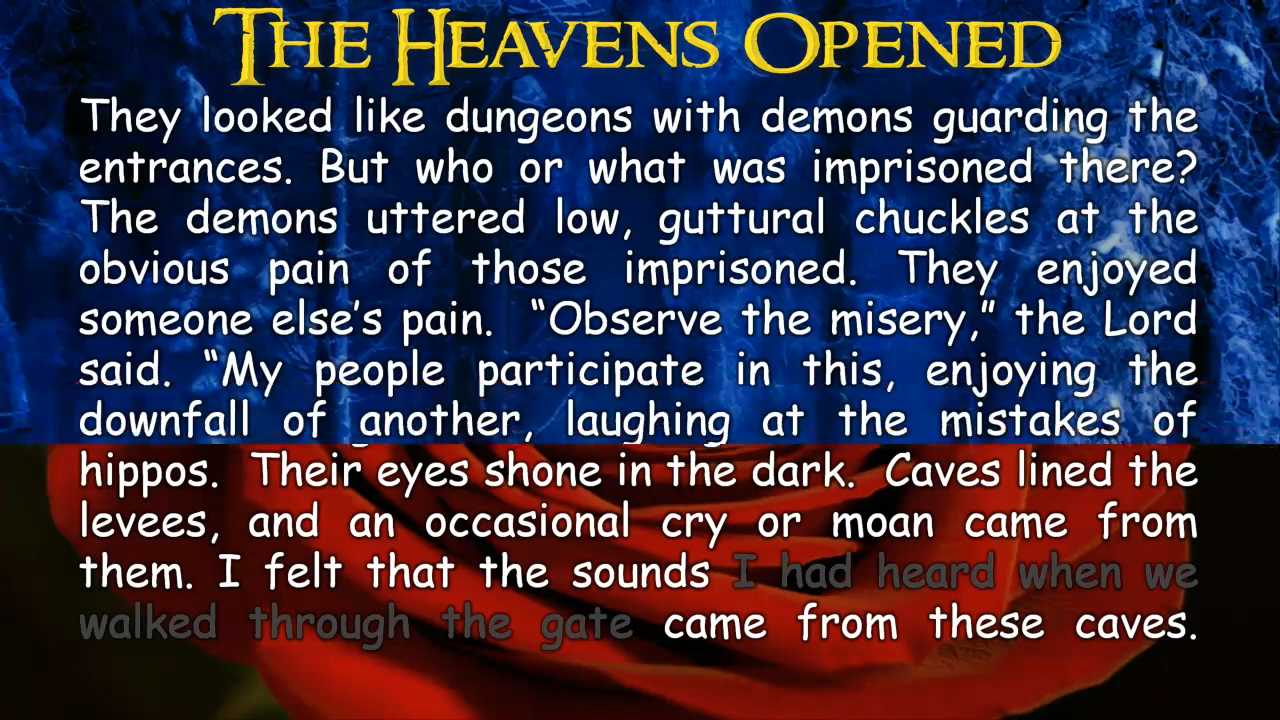 THE HEAVENS OPENED
They looked like dungeons with demons guarding the
entrances. But who or what was imprisoned there?
The demons uttered low, guttural chuckles at the
obvious pain of those imprisoned. They enjoyed
someone else’s pain. “Observe the misery,” the Lord
said. “My people participate in this, enjoying the
downfall of another, laughing at the mistakes of
hippos. Their eyes shone in the dark. Caves lined the
levees, and an occasional cry or moan came from
them. I felt that the sounds I had heard when we
walked through the gate came from these caves.